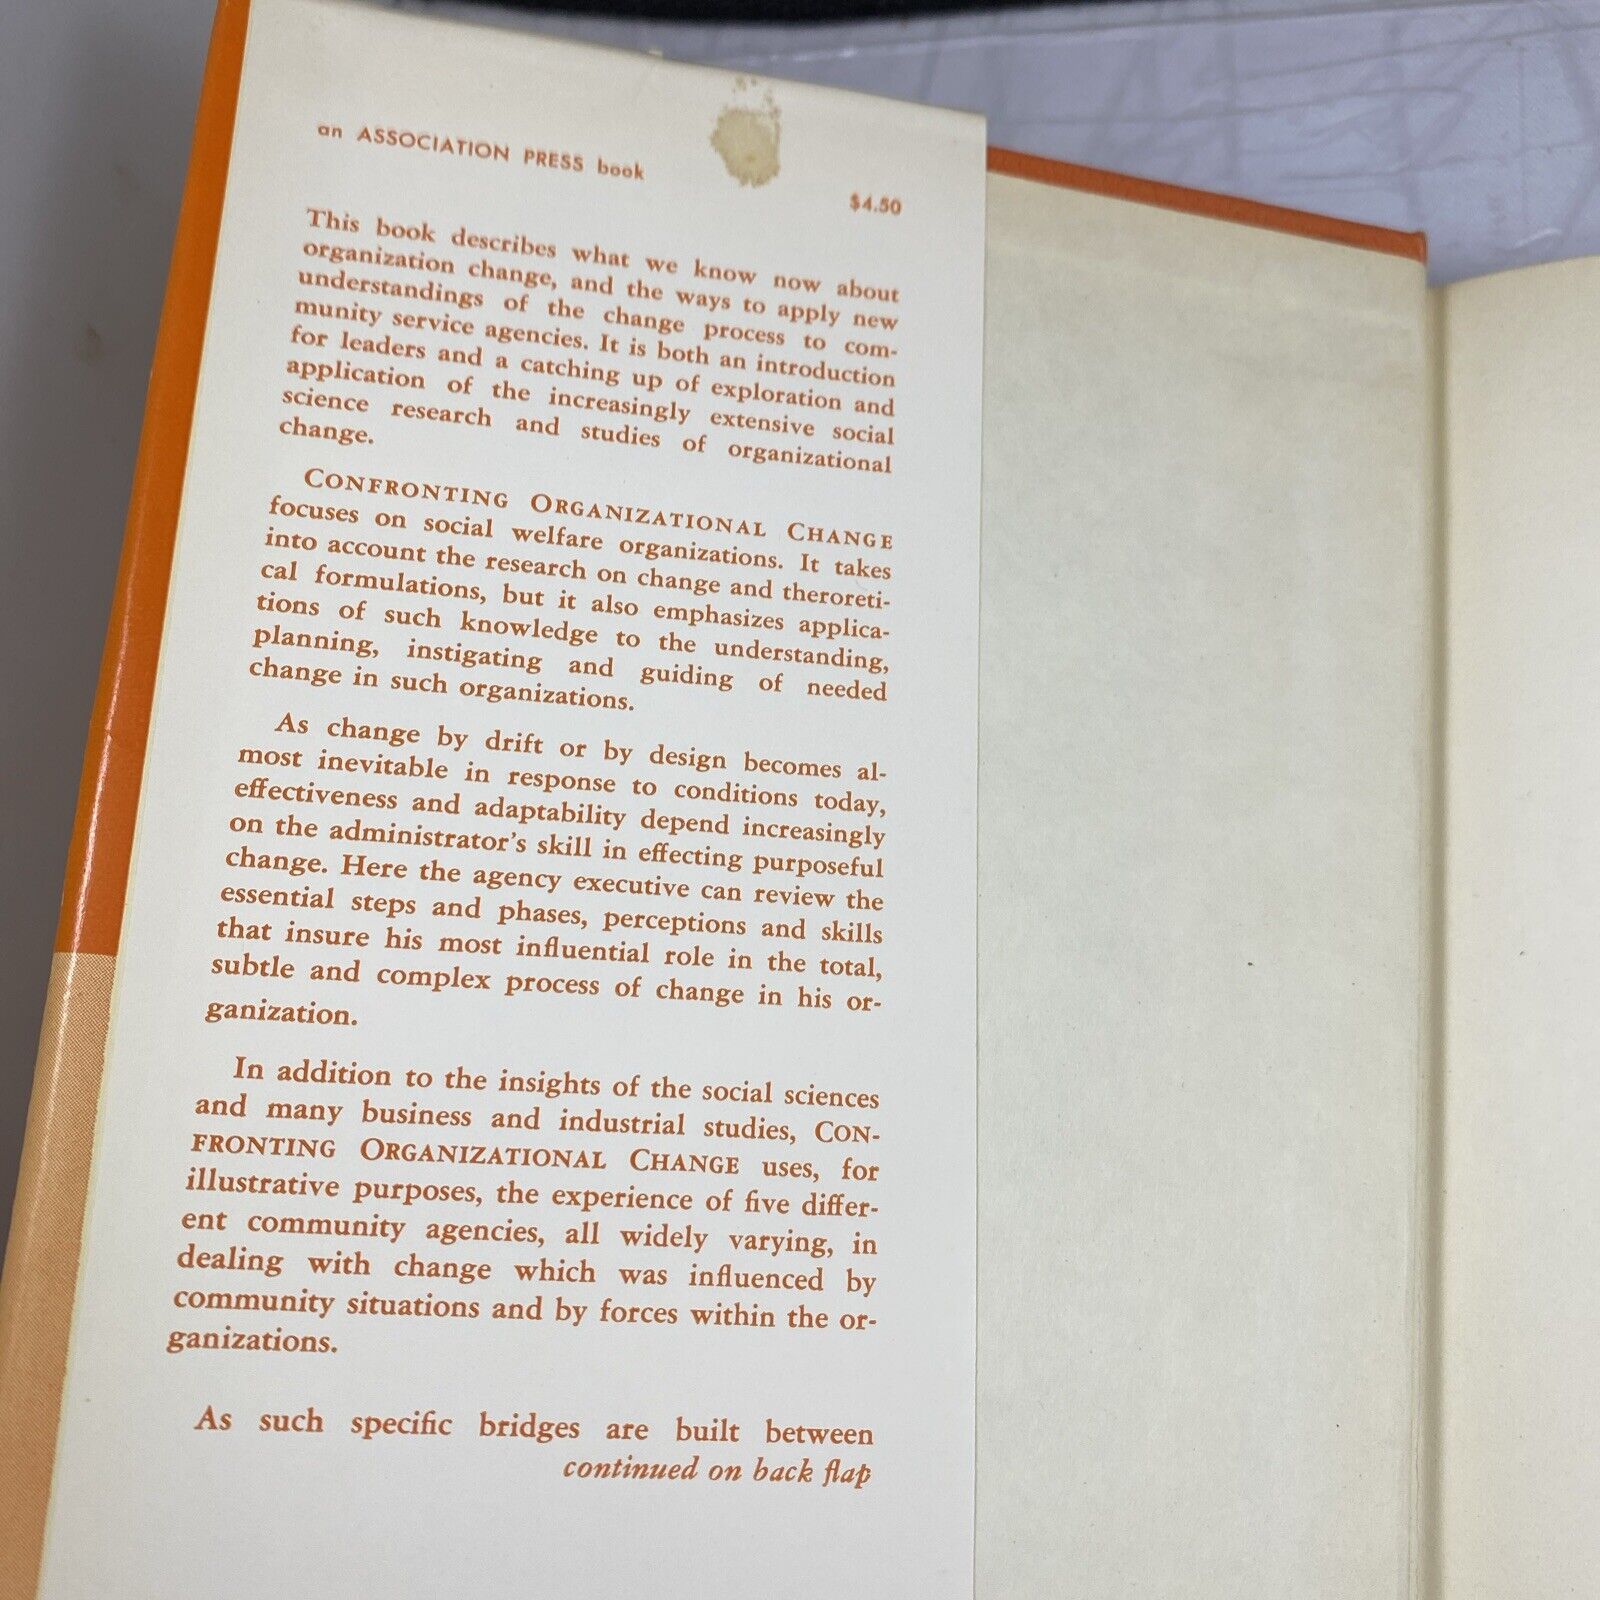 an ASSOCIATION PRESS book
$4.50
This book describes what we know now about
organization change, and the ways to apply new
understandings of the change process to com-
munity service agencies. It is both an introduction
for leaders and a catching up of exploration and
application of the increasingly extensive social
science research and studies of organizational
change.
CONFRONTING ORGANIZATIONAL CHANGE
focuses on social welfare organizations. It takes
into account the research on change and theroreti-
cal formulations, but it also emphasizes applica-
tions of such knowledge to the understanding,
planning, instigating and guiding of needed
change in such organizations.
As change by drift or by design becomes al-
most inevitable in response to conditions today,
effectiveness and adaptability depend increasingly
on the administrator's skill in effecting purposeful
change. Here the agency executive can review the
essential steps and phases, perceptions and skills
that insure his most influential role in the total,
subtle and complex process of change in his or-
ganization.
In addition to the insights of the social sciences
and many business and industrial studies, CON-
FRONTING ORGANIZATIONAL CHANGE uses, for
illustrative purposes, the experience of five differ-
ent community agencies, all widely varying, in
dealing with change which was influenced by
community situations and by forces within the or-
ganizations.
As such specific bridges are built between
continued on back flap